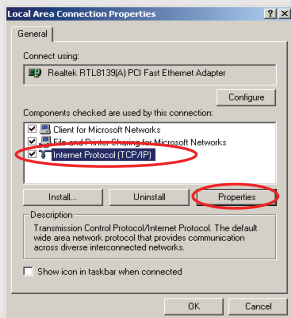 Local Area Connection Properties
General
Connect using:
Realtek RTL8139(A) PCI Fast Ethernet Adapter
Configure
Components checked are used by this connection:
Client for Microsoft Networks
File and Printer Sharing for Microsoft Networks
Internet Protocol (TCP/IP)
Install... Uninstall Properties
Description
Transmission Control Protocol/Internet Protocol. The default
wide area network protocol that provides communication
across diverse interconnected networks.
Show icon in taskbar when connected
OK Cancel